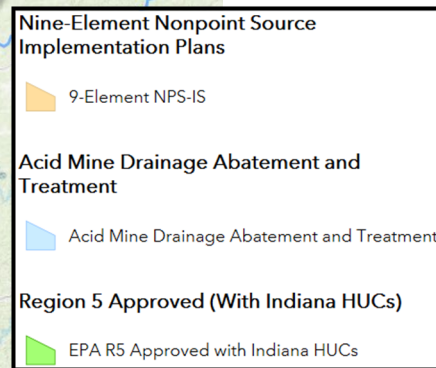 Nine-Element Nonpoint Source
Implementation Plans
9-Element NPS-IS
Acid Mine Drainage Abatement and
Treatment
Acid Mine Drainage Abatement and Treatment
Region 5 Approved (With Indiana HUCs)
EPA R5 Approved with Indiana HUCs